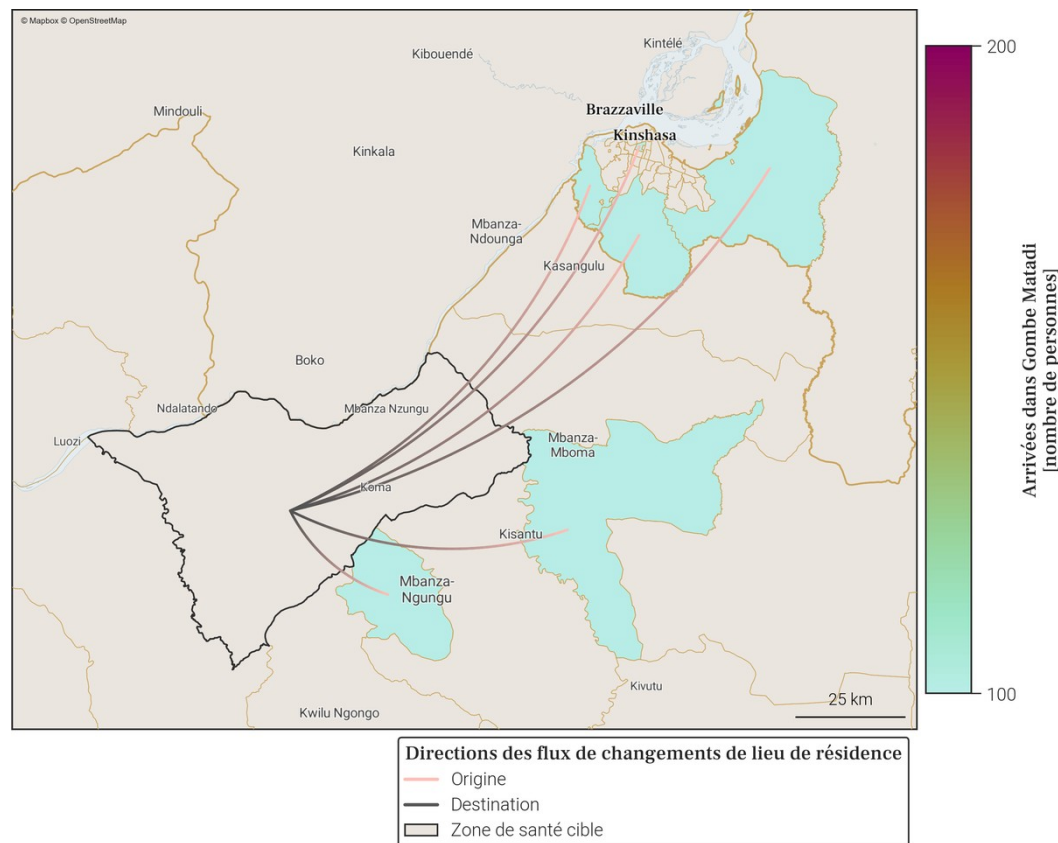 © Mapbox © OpenStreetMap
Kintélé
Kibouendé
Mindouli
Brazzaville
Kinshasa
Kinkala
Mbanza-
Ndounga
Kasangulu
Boko
Ndalatando
Mbanza Nzungu
Luozi
Mbanza-
Mboma
Koma
Kisantu
Mbanza-
Ngungu
Kivutu
Kwilu Ngongo
25 km
200
100
Arrivées dans Gombe Matadi
[nombre de personnes]
Directions des flux de changements de lieu de résidence
Origine
Destination
Zone de santé cible